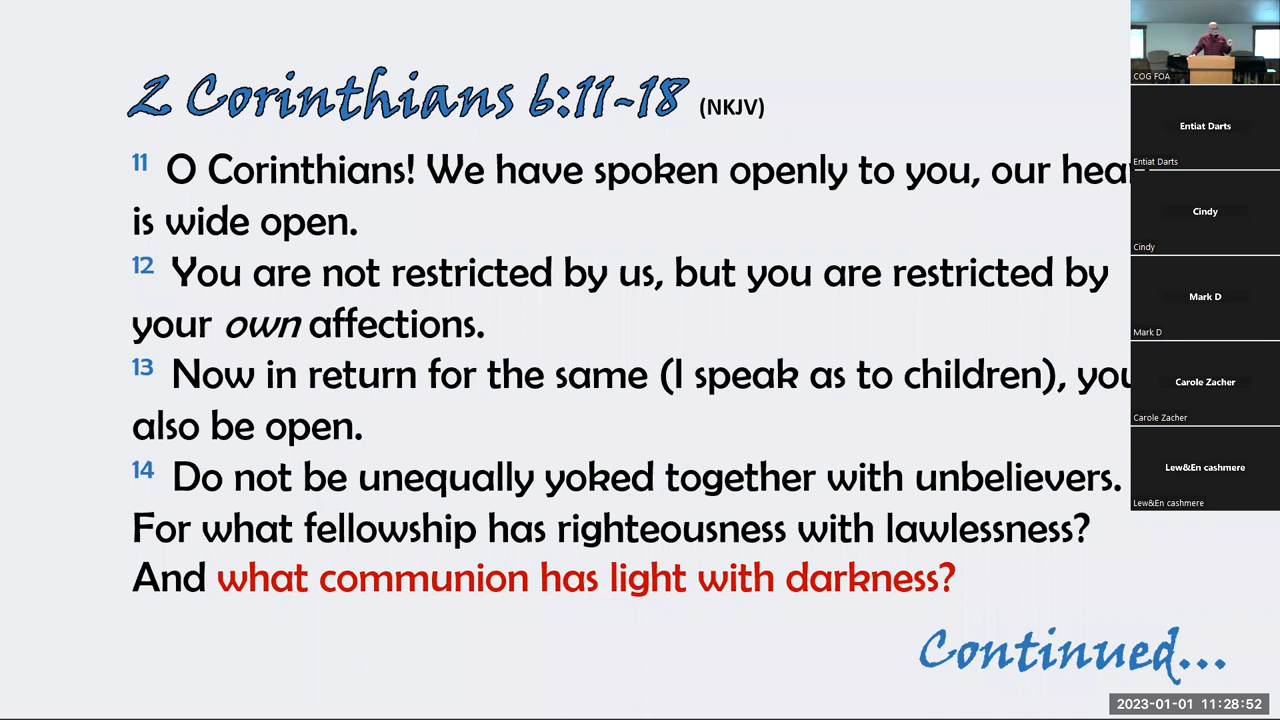 2 Corinthians 6:11-18 (NKJV)
11 O Corinthians! We have spoken openly to you, our hear
is wide open.
12 You are not restricted by us, but you are restricted by
your own affections.
13 Now in return for the same (I speak as to children), you
also be open.
14 Do not be unequally yoked together with unbelievers.
For what fellowship has righteousness with lawlessness?
And what communion has light with darkness?
Continued...
COG FOA
Entiat Darts
Entiat Darts
Cindy
Cindy
Mark D
Mark D
Carole Zacher
Carole Zacher
Lew&En cashmere
Lew&En cashmere
2023-01-01 11:28:52